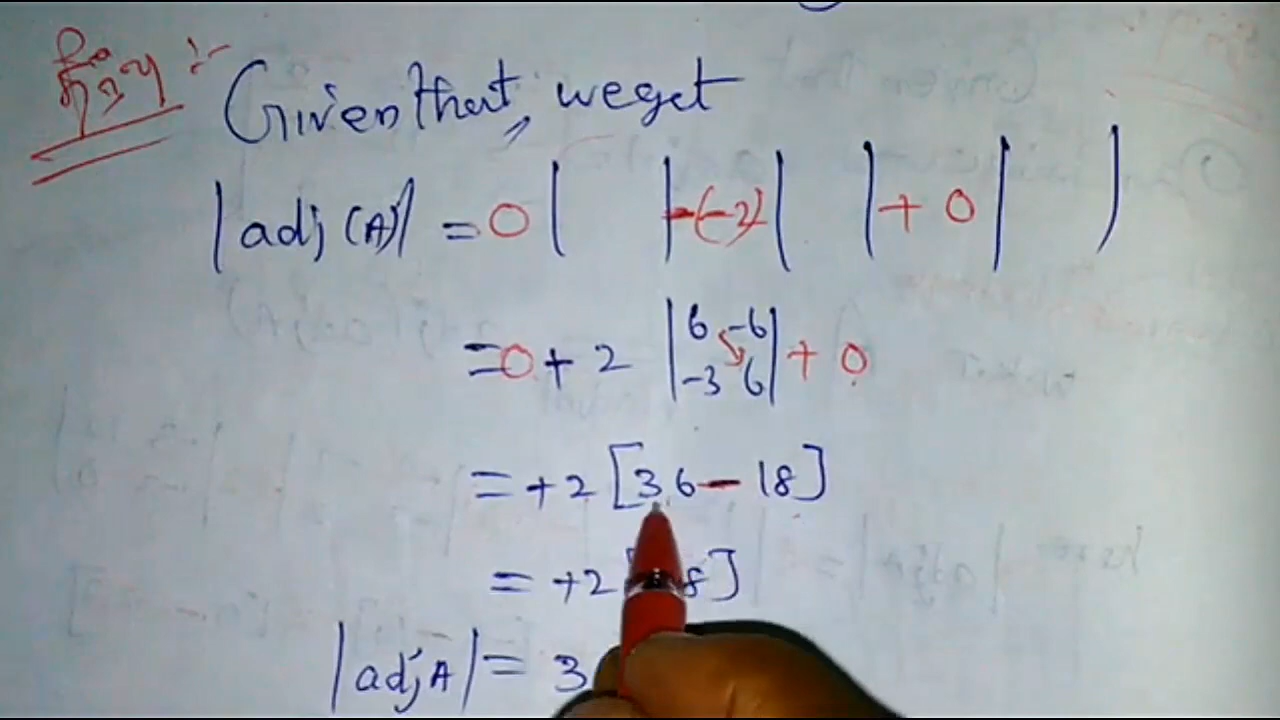 தீர்வு :-
Given that, we get
|adj(A)| = 0 | | -(-2) | | + 0 | |
= 0 + 2 |6 -6| + 0
|-3 6|
= +2 [36 - 18]
= +2 [ 8]
|adj A| = 3